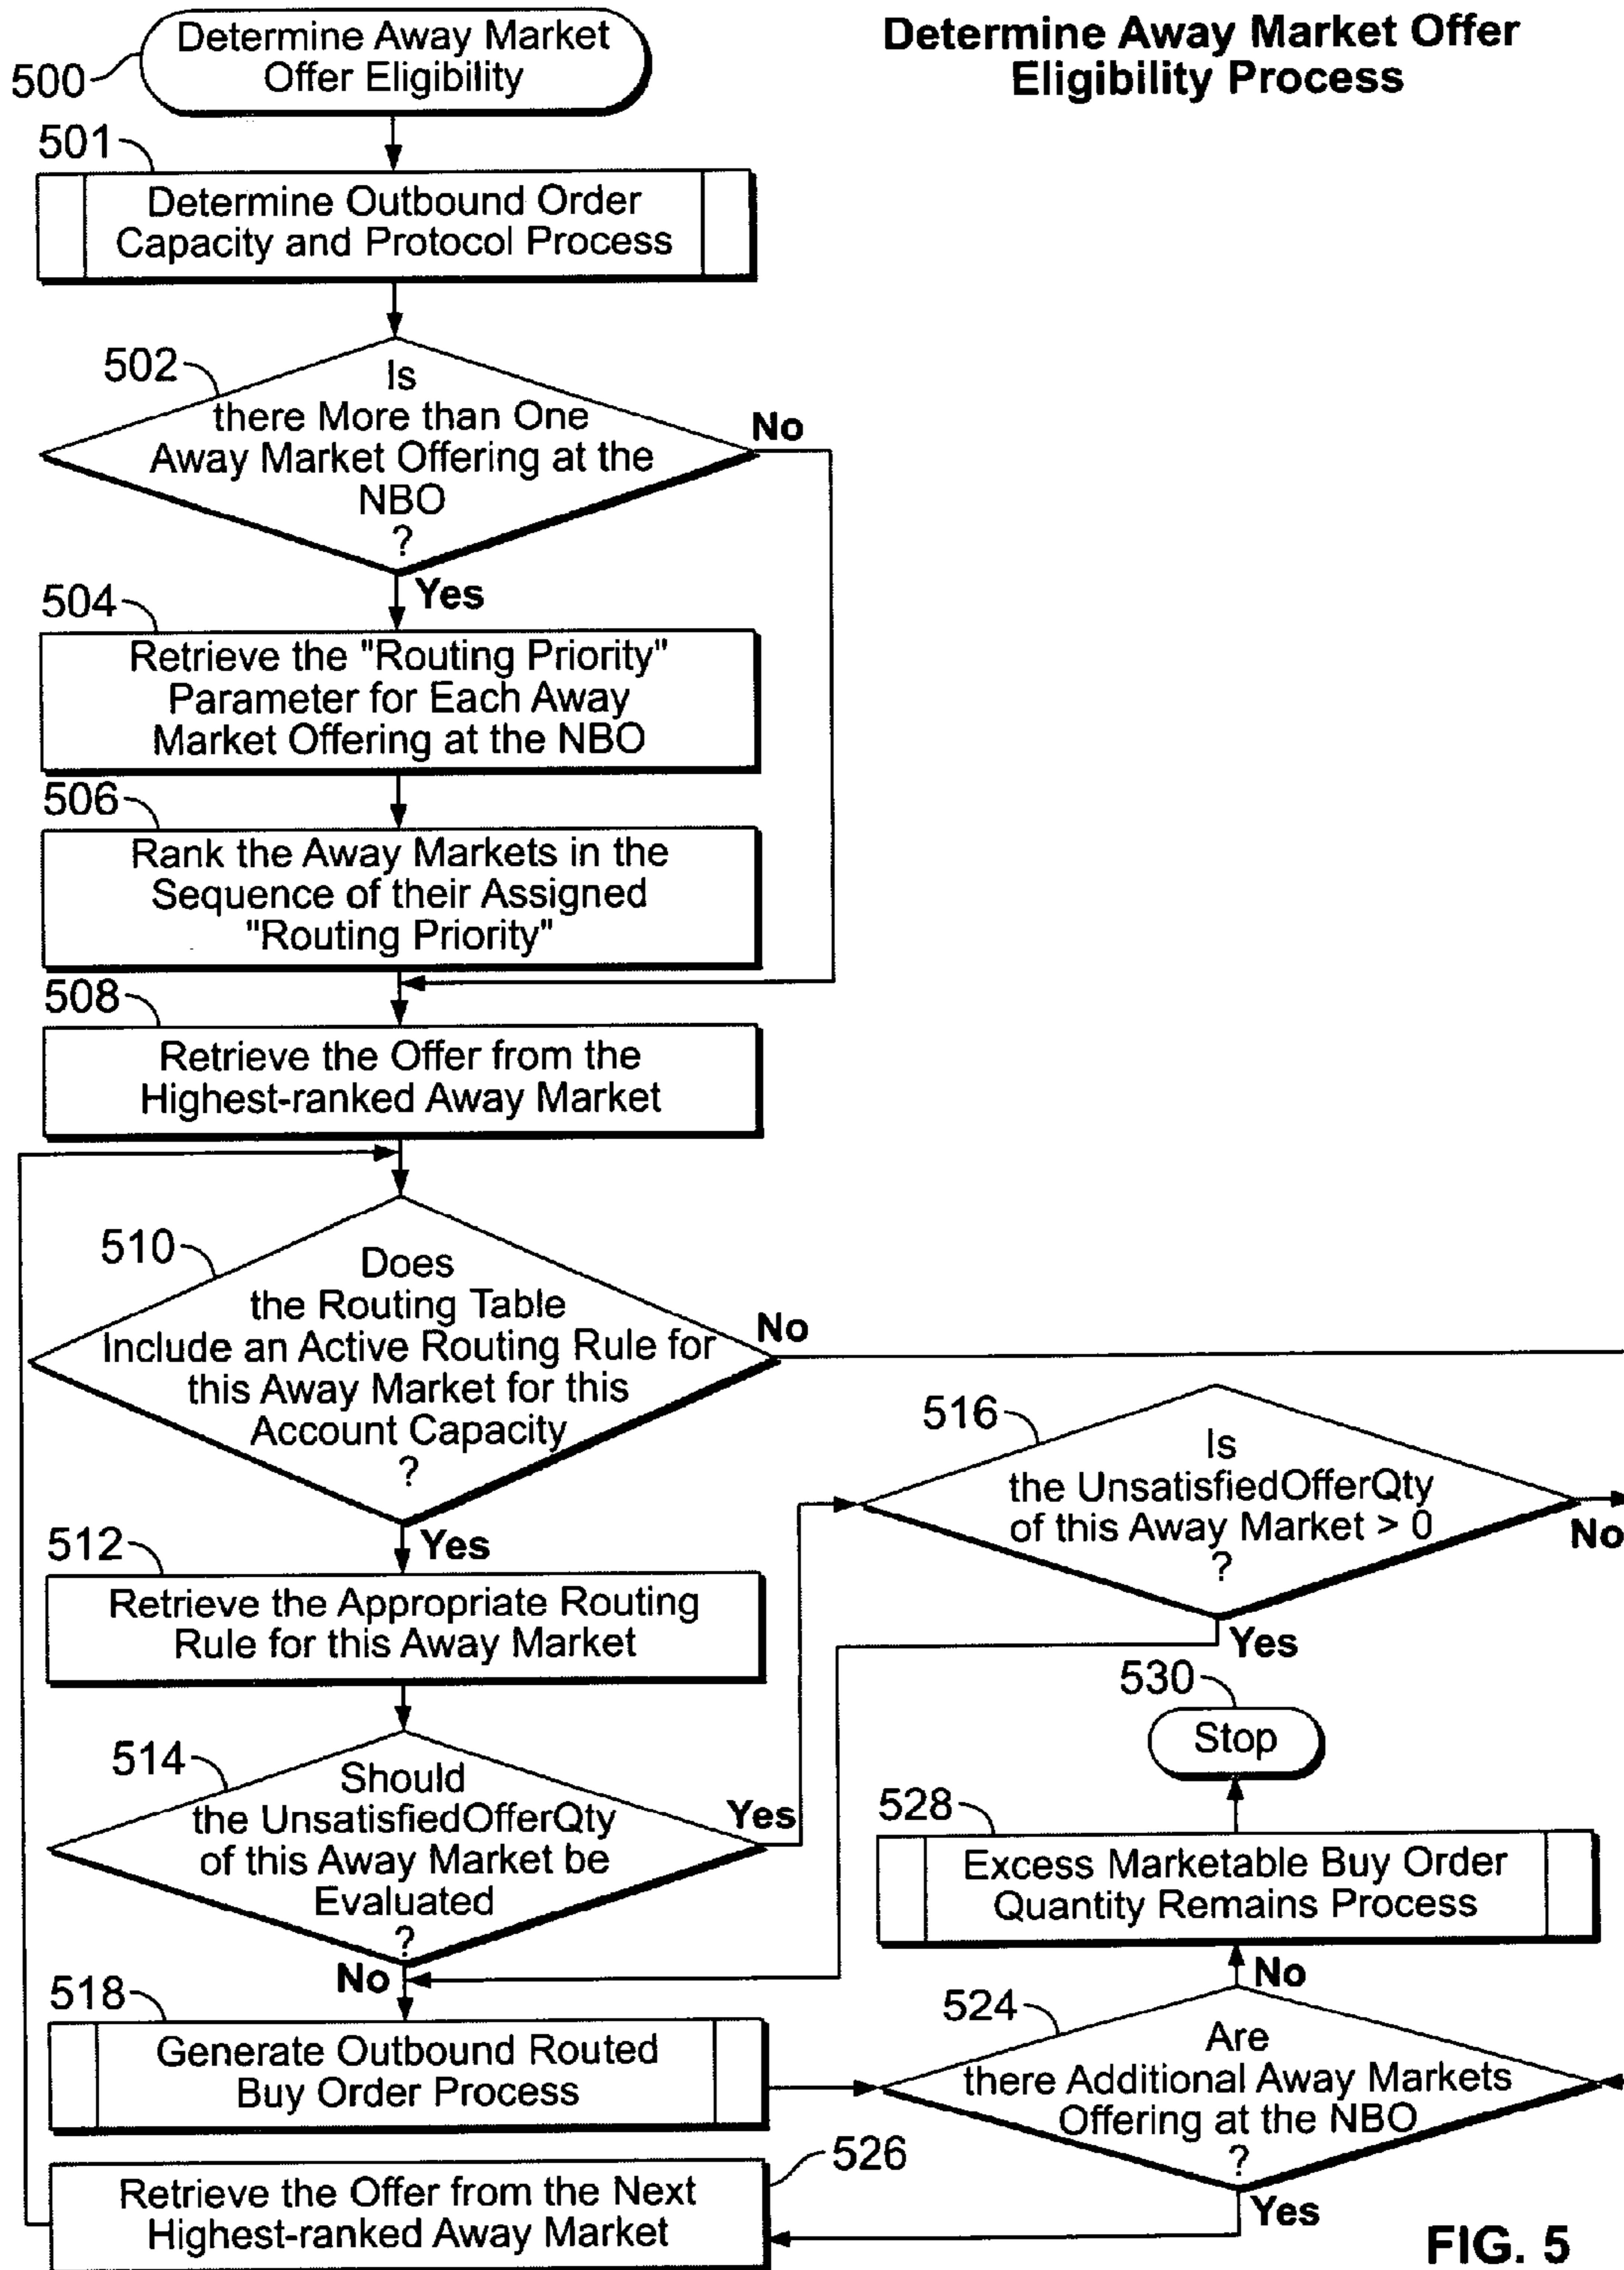 Determine Away Market Offer
Eligibility Process
500
Determine Away Market
Offer Eligibility
501
Determine Outbound Order
Capacity and Protocol Process
502
Is
there More than One
Away Market Offering at the
NBO
?
No
Yes
504
Retrieve the "Routing Priority"
Parameter for Each Away
Market Offering at the NBO
506
Rank the Away Markets in the
Sequence of their Assigned
"Routing Priority"
508
Retrieve the Offer from the
Highest-ranked Away Market
510
Does
the Routing Table
Include an Active Routing Rule for
this Away Market for this
Account Capacity
?
No
Yes
512
Retrieve the Appropriate Routing
Rule for this Away Market
514
Should
the UnsatisfiedOfferQty
of this Away Market be
Evaluated
?
Yes
No
516
Is
the UnsatisfiedOfferQty
of this Away Market > 0
?
No
Yes
518
Generate Outbound Routed
Buy Order Process
524
Are
there Additional Away Markets
Offering at the NBO
?
No
Yes
526
Retrieve the Offer from the Next
Highest-ranked Away Market
528
Excess Marketable Buy Order
Quantity Remains Process
530
Stop
FIG. 5